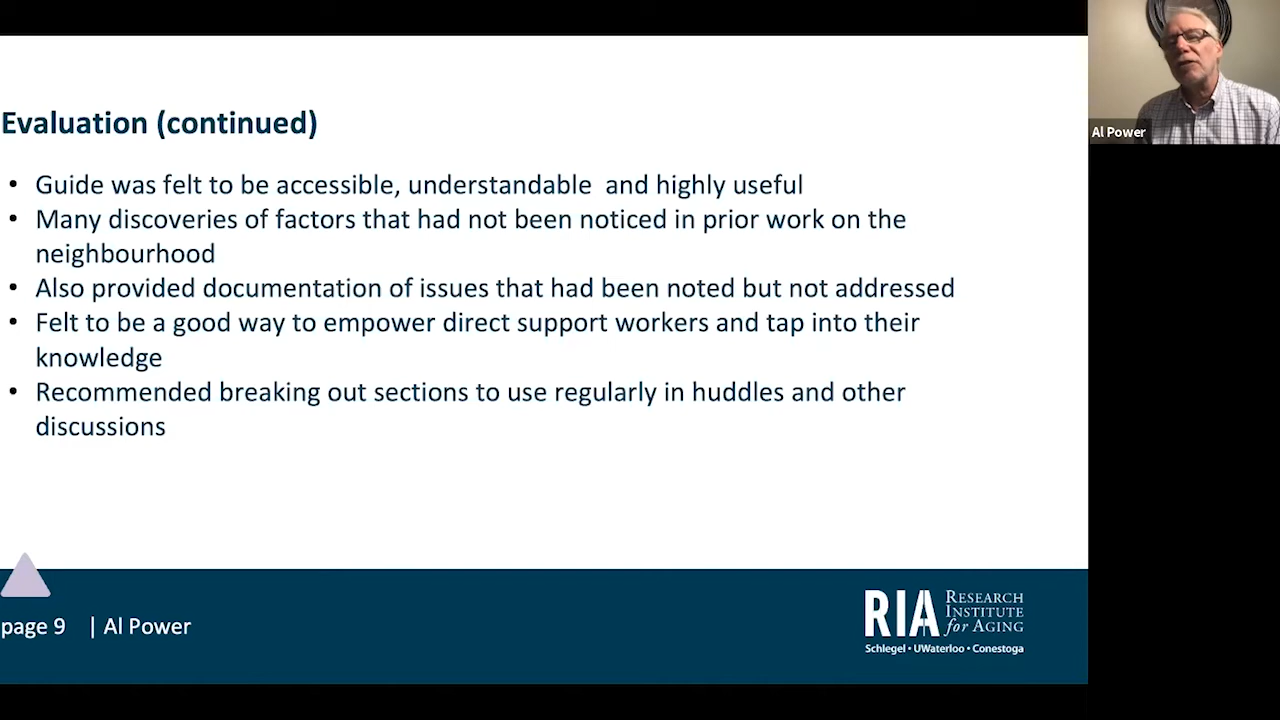 Evaluation (continued)
• Guide was felt to be accessible, understandable and highly useful
• Many discoveries of factors that had not been noticed in prior work on the
neighbourhood
• Also provided documentation of issues that had been noted but not addressed
• Felt to be a good way to empower direct support workers and tap into their
knowledge
• Recommended breaking out sections to use regularly in huddles and other
discussions
page 9 | Al Power
RIA RESEARCH
INSTITUTE
for AGING
Schlegel • UWaterloo • Conestoga
Al Power